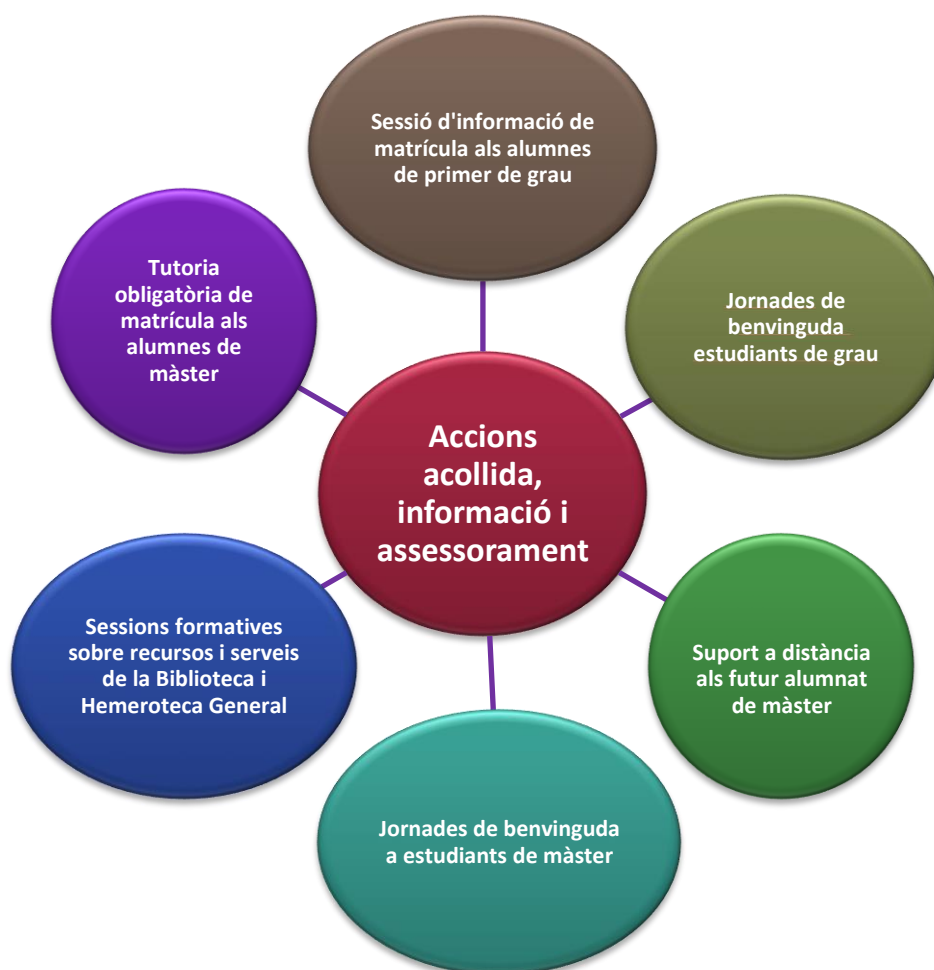 Sessió d'informació de
matrícula als alumnes
de primer de grau
Jornades de
benvinguda
estudiants de grau
Tutoria
obligatòria de
matrícula als
alumnes de
màster
Accions
acollida,
informació i
assessorament
Sessions formatives
sobre recursos i serveis
de la Biblioteca i
Hemeroteca General
Suport a distància
als futur alumnat
de màster
Jornades de benvinguda
a estudiants de màster